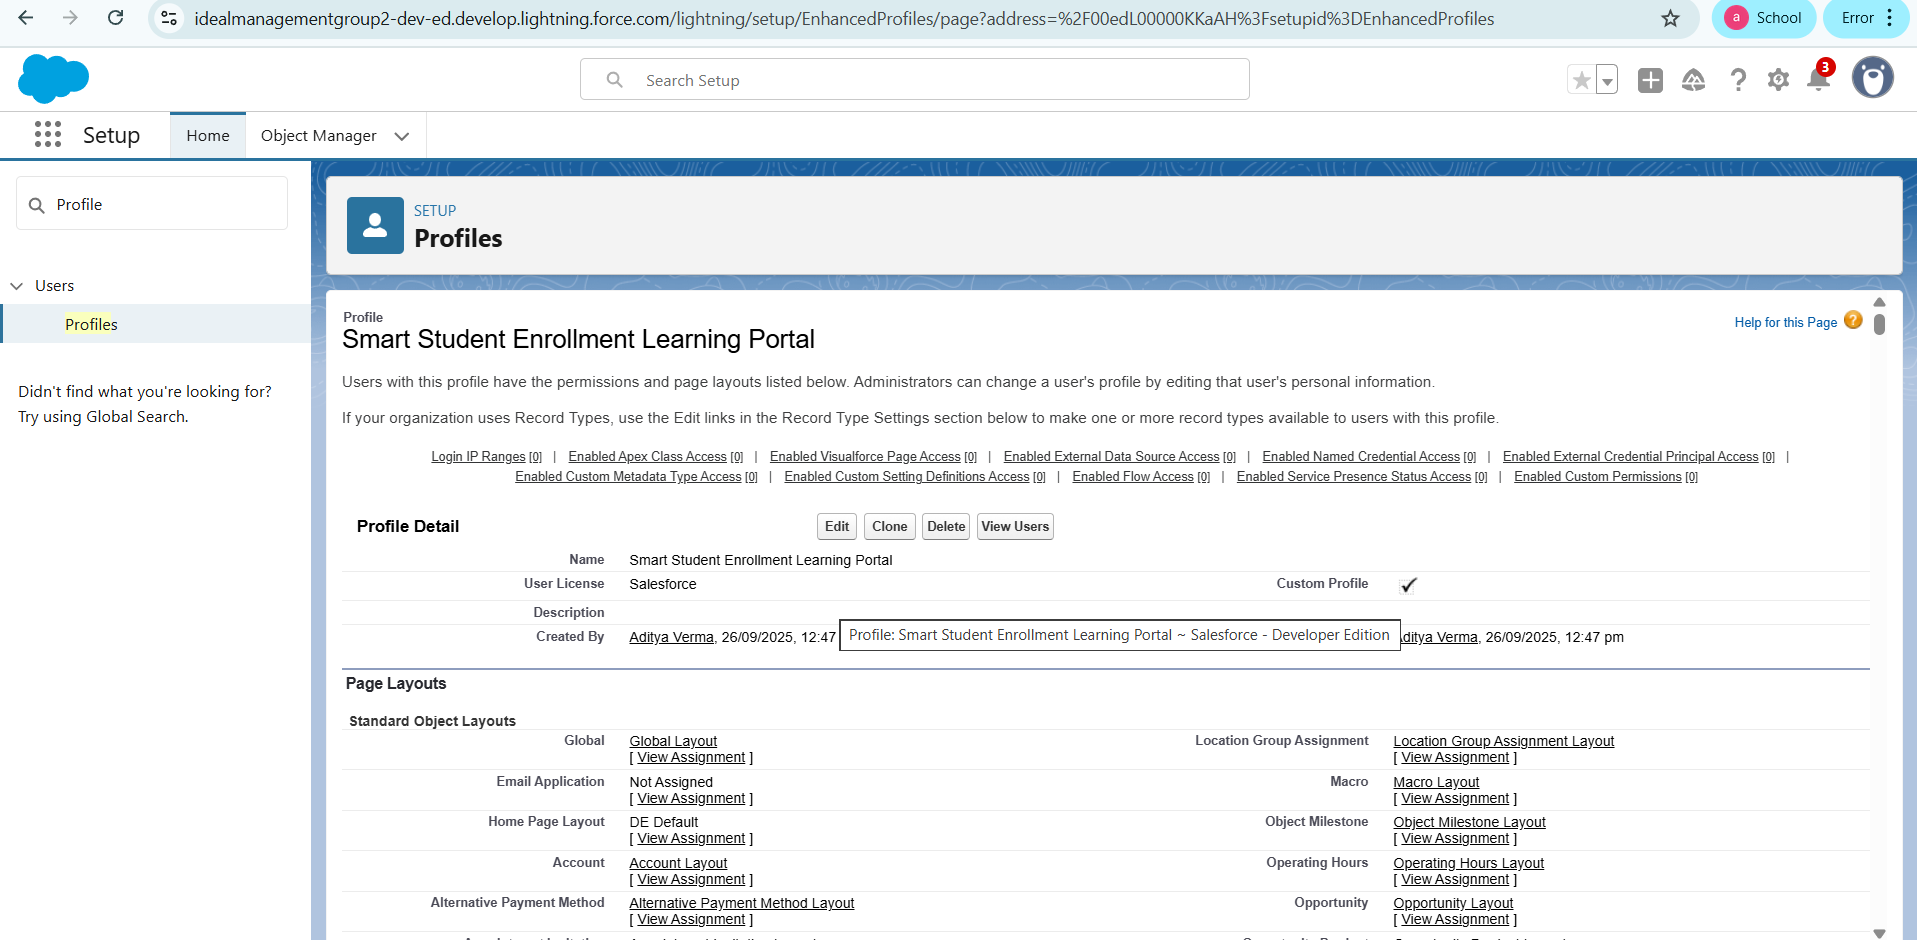 idealmanagementgroup2-dev-ed.develop.lightning.force.com/lightning/setup/EnhancedProfiles/page?address=%2F00edL00000KKaAH%3Fsetupid%3DEnhancedProfiles
a School
Error
Search Setup
3
Setup
Home
Object Manager
Profile
Users
Profiles
Didn't find what you're looking for?
Try using Global Search.
SETUP
Profiles
Profile
Smart Student Enrollment Learning Portal
Help for this Page ?
Users with this profile have the permissions and page layouts listed below. Administrators can change a user's profile by editing that user's personal information.
If your organization uses Record Types, use the Edit links in the Record Type Settings section below to make one or more record types available to users with this profile.
Login IP Ranges [0] | Enabled Apex Class Access [0] | Enabled Visualforce Page Access [0] | Enabled External Data Source Access [0] | Enabled Named Credential Access [0] | Enabled External Credential Principal Access [0] |
Enabled Custom Metadata Type Access [0] | Enabled Custom Setting Definitions Access [0] | Enabled Flow Access [0] | Enabled Service Presence Status Access [0] | Enabled Custom Permissions [0]
Profile Detail
Edit Clone Delete View Users
Name Smart Student Enrollment Learning Portal
User License Salesforce Custom Profile
Description
Created By Aditya Verma, 26/09/2025, 12:47
Profile: Smart Student Enrollment Learning Portal ~ Salesforce - Developer Edition
Aditya Verma, 26/09/2025, 12:47 pm
Page Layouts
Standard Object Layouts
Global Global Layout Location Group Assignment Location Group Assignment Layout
[ View Assignment ] [ View Assignment ]
Email Application Not Assigned Macro Macro Layout
[ View Assignment ] [ View Assignment ]
Home Page Layout DE Default Object Milestone Object Milestone Layout
[ View Assignment ] [ View Assignment ]
Account Account Layout Operating Hours Operating Hours Layout
[ View Assignment ] [ View Assignment ]
Alternative Payment Method Alternative Payment Method Layout Opportunity Opportunity Layout
[ View Assignment ] [ View Assignment ]